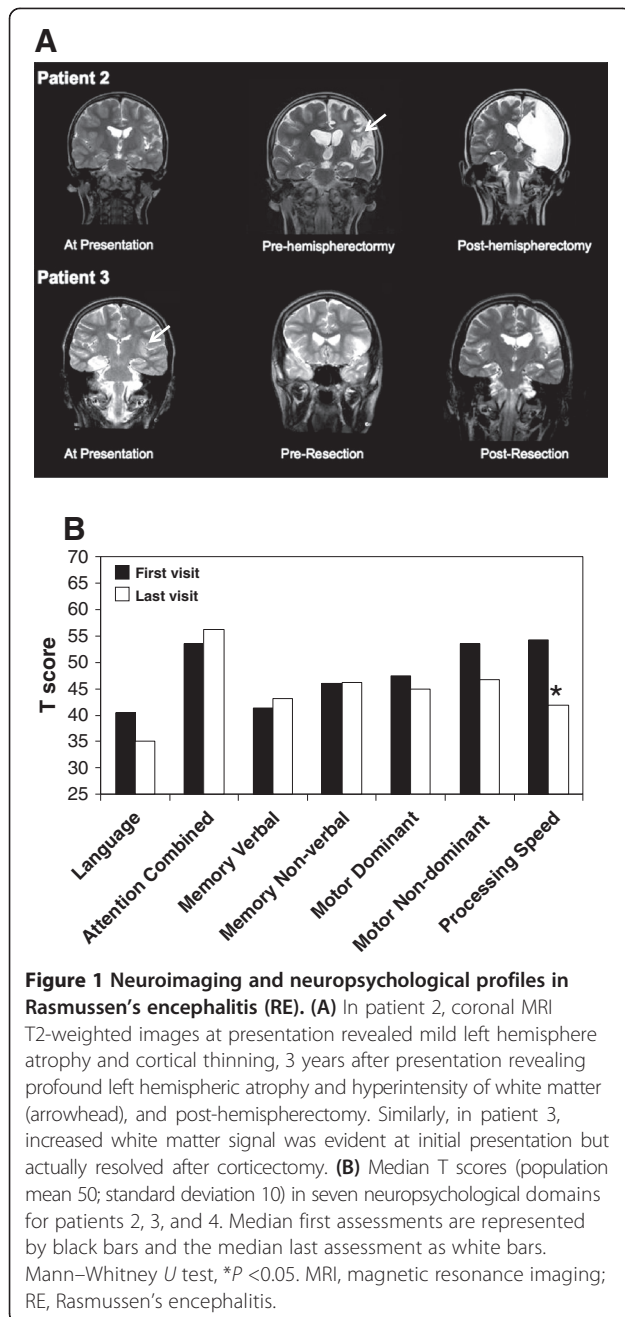 A
Patient 2
At Presentation
Pre-hemispherectomy
Post-hemispherectomy
Patient 3
At Presentation
Pre-Resection
Post-Resection
B
70
65
60
55
50
45
40
35
30
25
T score
First visit
Last visit
*
Language
Attention Combined
Memory Verbal
Memory Non-verbal
Motor Dominant
Motor Non-dominant
Processing Speed
Figure 1 Neuroimaging and neuropsychological profiles in
Rasmussen's encephalitis (RE). (A) In patient 2, coronal MRI
T2-weighted images at presentation revealed mild left hemisphere
atrophy and cortical thinning, 3 years after presentation revealing
profound left hemispheric atrophy and hyperintensity of white matter
(arrowhead), and post-hemispherectomy. Similarly, in patient 3,
increased white matter signal was evident at initial presentation but
actually resolved after corticectomy. (B) Median T scores (population
mean 50; standard deviation 10) in seven neuropsychological domains
for patients 2, 3, and 4. Median first assessments are represented
by black bars and the median last assessment as white bars.
Mann–Whitney U test, *P <0.05. MRI, magnetic resonance imaging;
RE, Rasmussen's encephalitis.